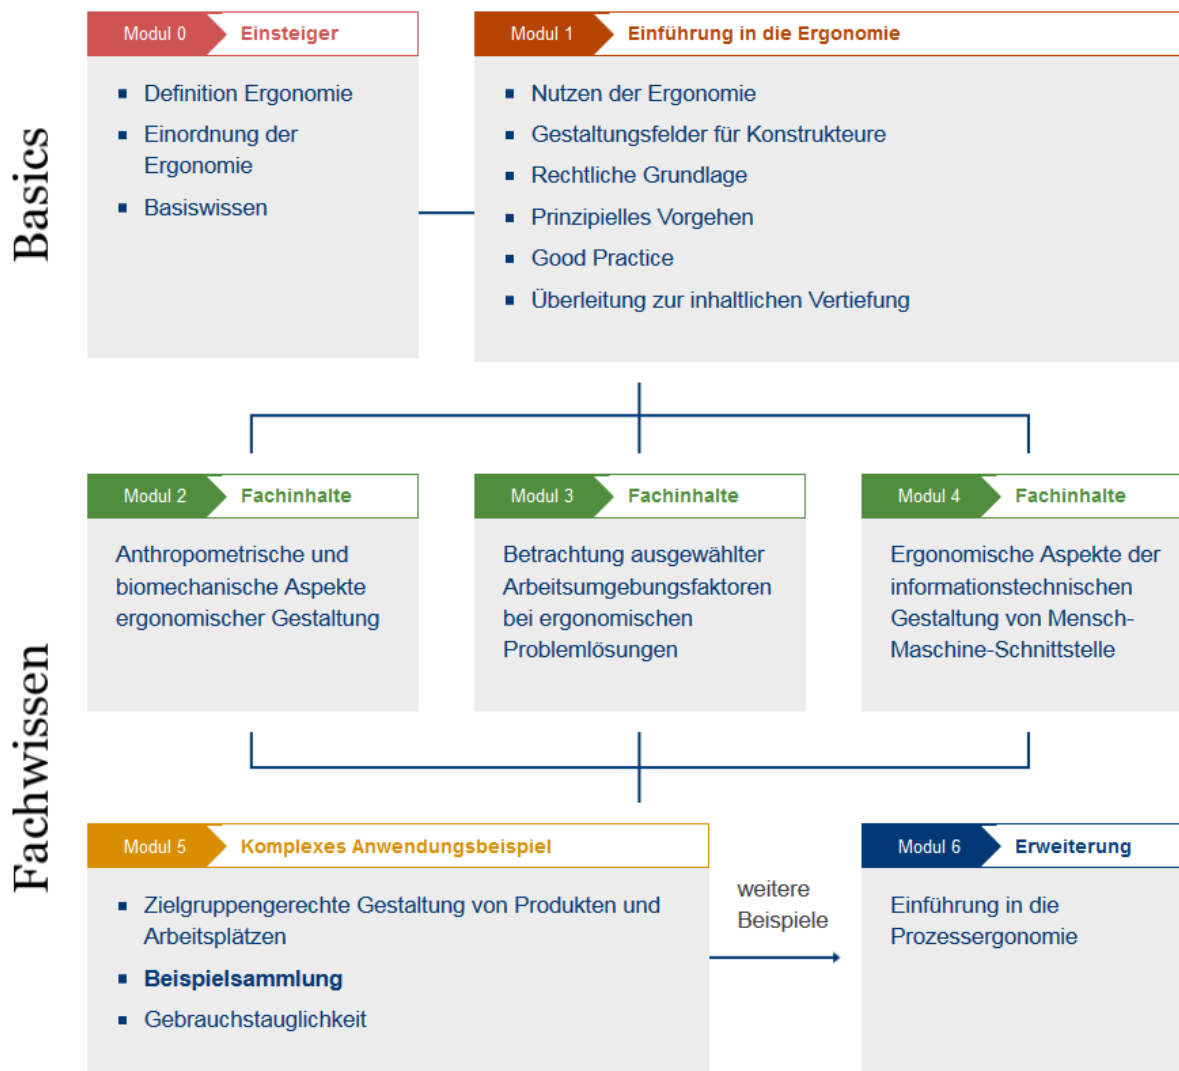 Basics
Modul 0
Einsteiger
Definition Ergonomie
Einordnung der
Ergonomie
Basiswissen
Modul 1
Einführung in die Ergonomie
Nutzen der Ergonomie
Gestaltungsfelder für Konstrukteure
Rechtliche Grundlage
Prinzipielles Vorgehen
Good Practice
Überleitung zur inhaltlichen Vertiefung
Fachwissen
Modul 2
Fachinhalte
Anthropometrische und
biomechanische Aspekte
ergonomischer Gestaltung
Modul 3
Fachinhalte
Betrachtung ausgewählter
Arbeitsumgebungsfaktoren
bei ergonomischen
Problemlösungen
Modul 4
Fachinhalte
Ergonomische Aspekte der
informationstechnischen
Gestaltung von Mensch-
Maschine-Schnittstelle
Modul 5
Komplexes Anwendungsbeispiel
Zielgruppengerechte Gestaltung von Produkten und
Arbeitsplätzen
Beispielsammlung
Gebrauchstauglichkeit
weitere
Beispiele
Modul 6
Erweiterung
Einführung in die
Prozessergonomie